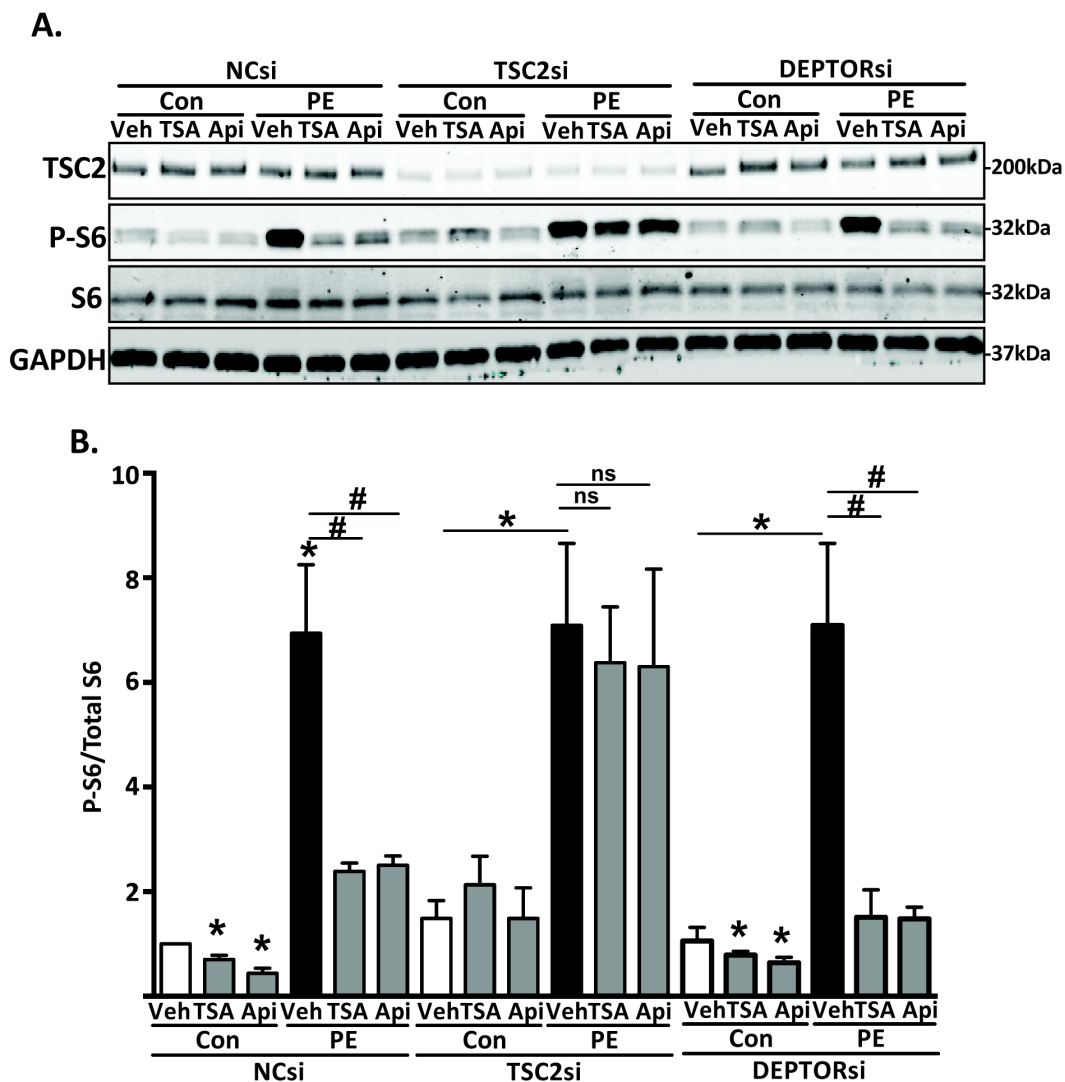 A.
NCsi TSC2si DEPTORsi
Con PE Con PE Con PE
Veh TSA Api Veh TSA Api Veh TSA Api Veh TSA Api Veh TSA Api Veh TSA Api
TSC2 -200kDa
P-S6 -32kDa
S6 -32kDa
GAPDH -37kDa
B.
P-S6/Total S6
10
8
6
4
2
* * * # # * ns ns * * * # #
Veh TSA Api Veh TSA Api Veh TSA Api Veh TSA Api Veh TSA Api Veh TSA Api
Con PE Con PE Con PE
NCsi TSC2si DEPTORsi